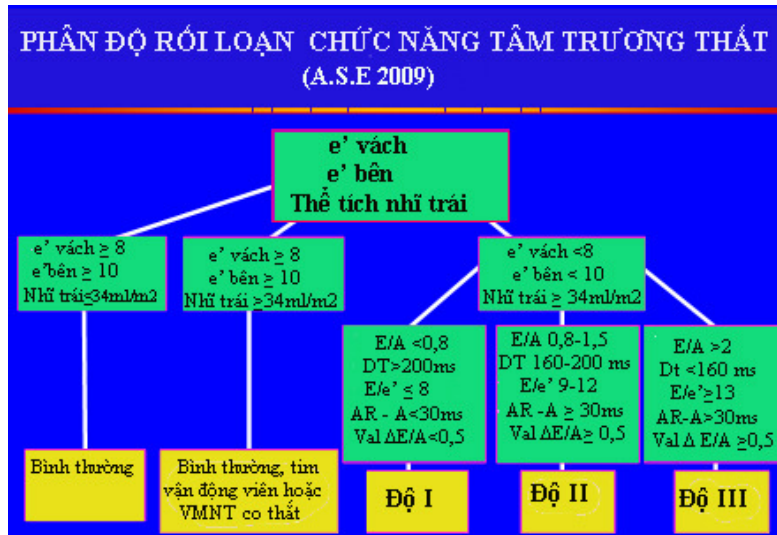 PHÂN ĐỘ RỐI LOẠN CHỨC NĂNG TÂM TRƯƠNG THẤT
(A.S.E 2009)
e’ vách
e’ bên
Thể tích nhĩ trái
e’ vách ≥ 8
e’bên ≥ 10
Nhĩ trái≤34ml/m2
e’ vách ≥ 8
e’ bên ≥ 10
Nhĩ trái ≥34ml/m2
e’ vách <8
e’ bên < 10
Nhĩ trái ≥ 34ml/m2
E/A <0,8
DT>200ms
E/e’ ≤ 8
AR - A<30ms
Val ΔE/A<0,5
E/A 0,8-1,5
DT 160-200 ms
E/e’ 9-12
AR -A ≥ 30ms
Val ΔE/A≥ 0,5
E/A >2
Dt <160 ms
E/e’≥13
AR-A>30ms
Val Δ E/A ≥0,5
Bình thường
Bình thường, tim
vận động viên hoặc
VMNT co thắt
Độ I
Độ II
Độ III